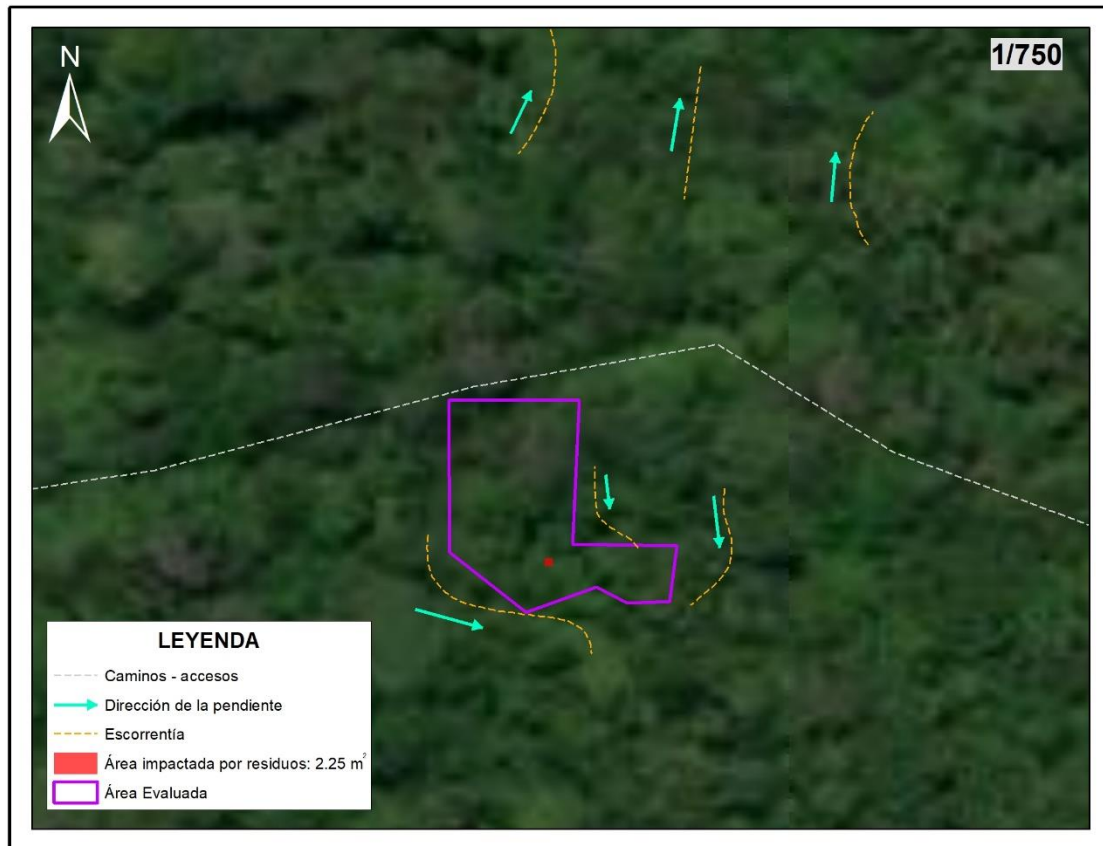 N
1/750
LEYENDA
Caminos - accesos
Dirección de la pendiente
Escorrentía
Área impactada por residuos: 2.25 m²
Área Evaluada